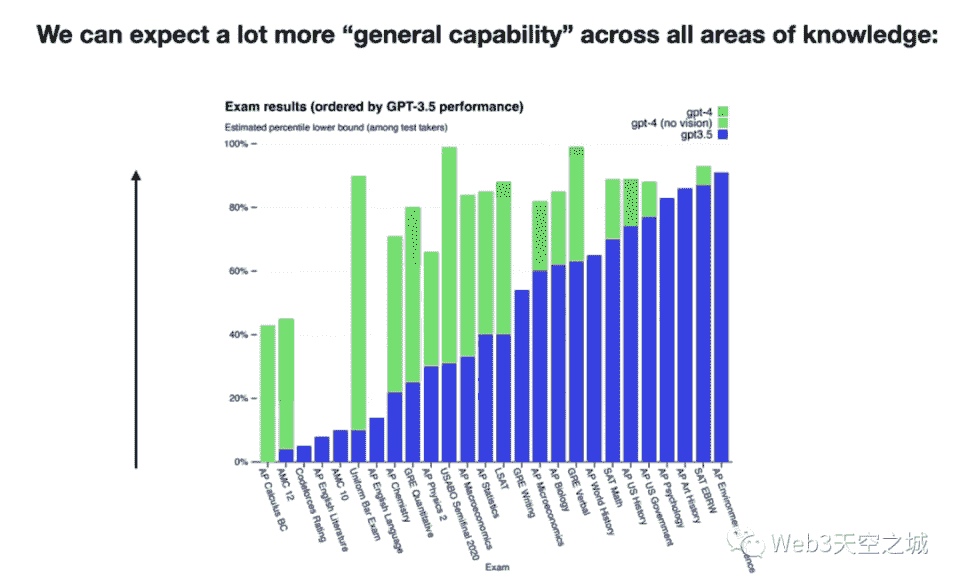 We can expect a lot more “general capability” across all areas of knowledge:
Exam results (ordered by GPT-3.5 performance)
Estimated percentile lower bound (among test takers)
gpt-4
gpt-4 (no vision)
gpt3.5
100%
80%
60%
40%
20%
0%
AP Calculus BC
AMC 12
Codeforces Rating
AP English Literature
AMC 10
Uniform Bar Exam
AP English Language
AP Chemistry
GRE Quantitative
AP Physics 2
USABO Semifinal 2020
AP Macroeconomics
AP Statistics
LSAT
GRE Writing
AP Microeconomics
AP Biology
GRE Verbal
AP World History
SAT Math
AP US History
AP US Government
AP Psychology
AP Art History
SAT EBRW
AP Environmen
Exam
Web3天空之城